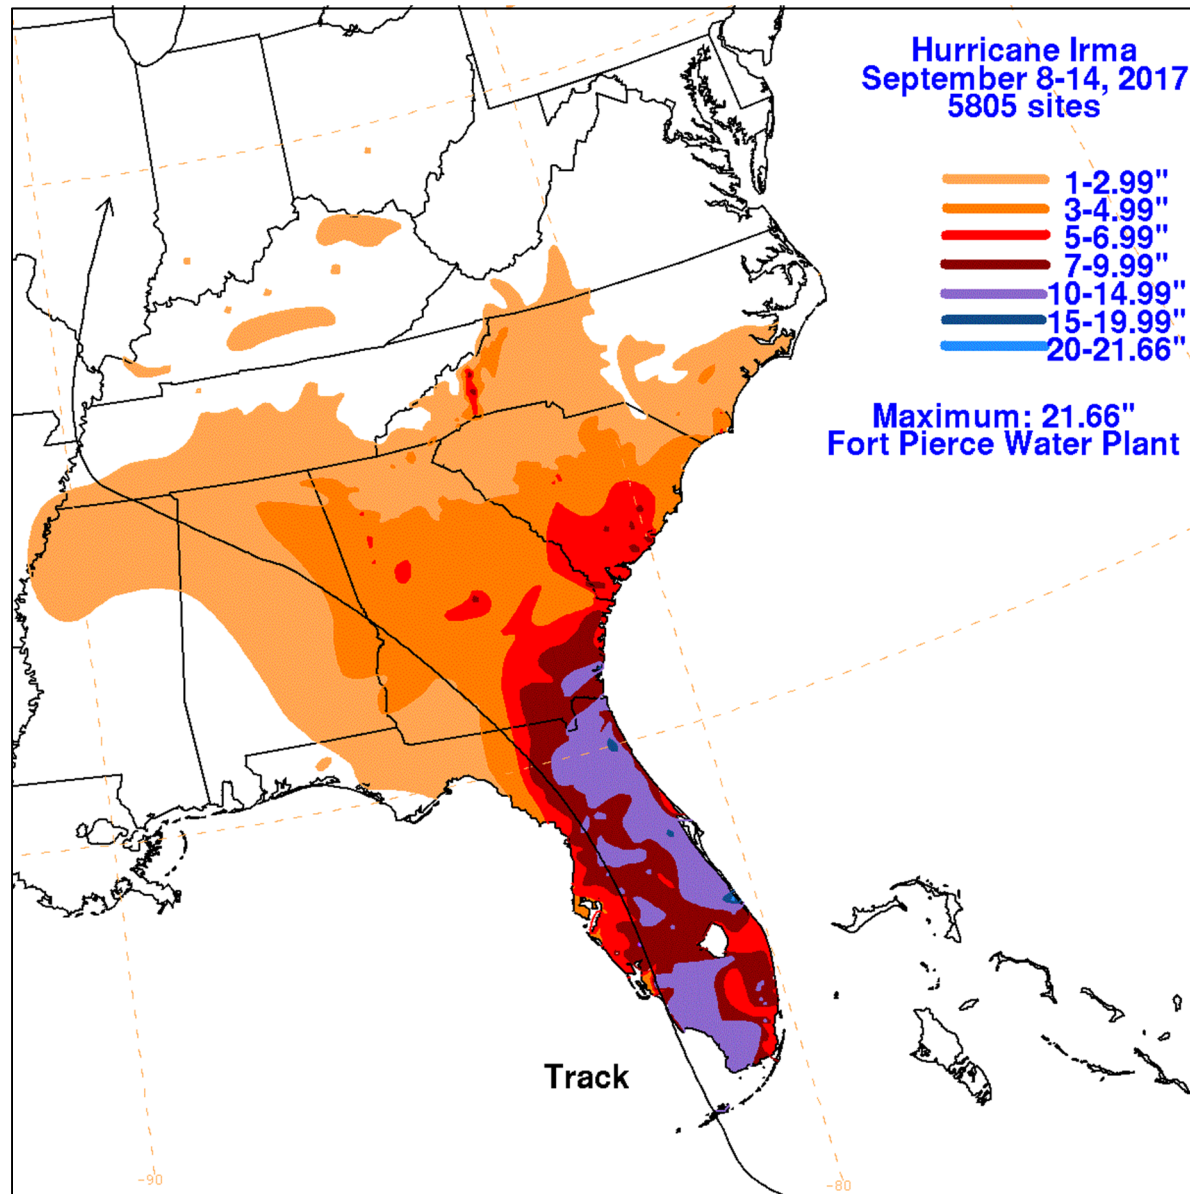 Hurricane Irma
September 8-14, 2017
5805 sites
1-2.99"
3-4.99"
5-6.99"
7-9.99"
10-14.99"
15-19.99"
20-21.66"
Maximum: 21.66"
Fort Pierce Water Plant
Track
-90
-80